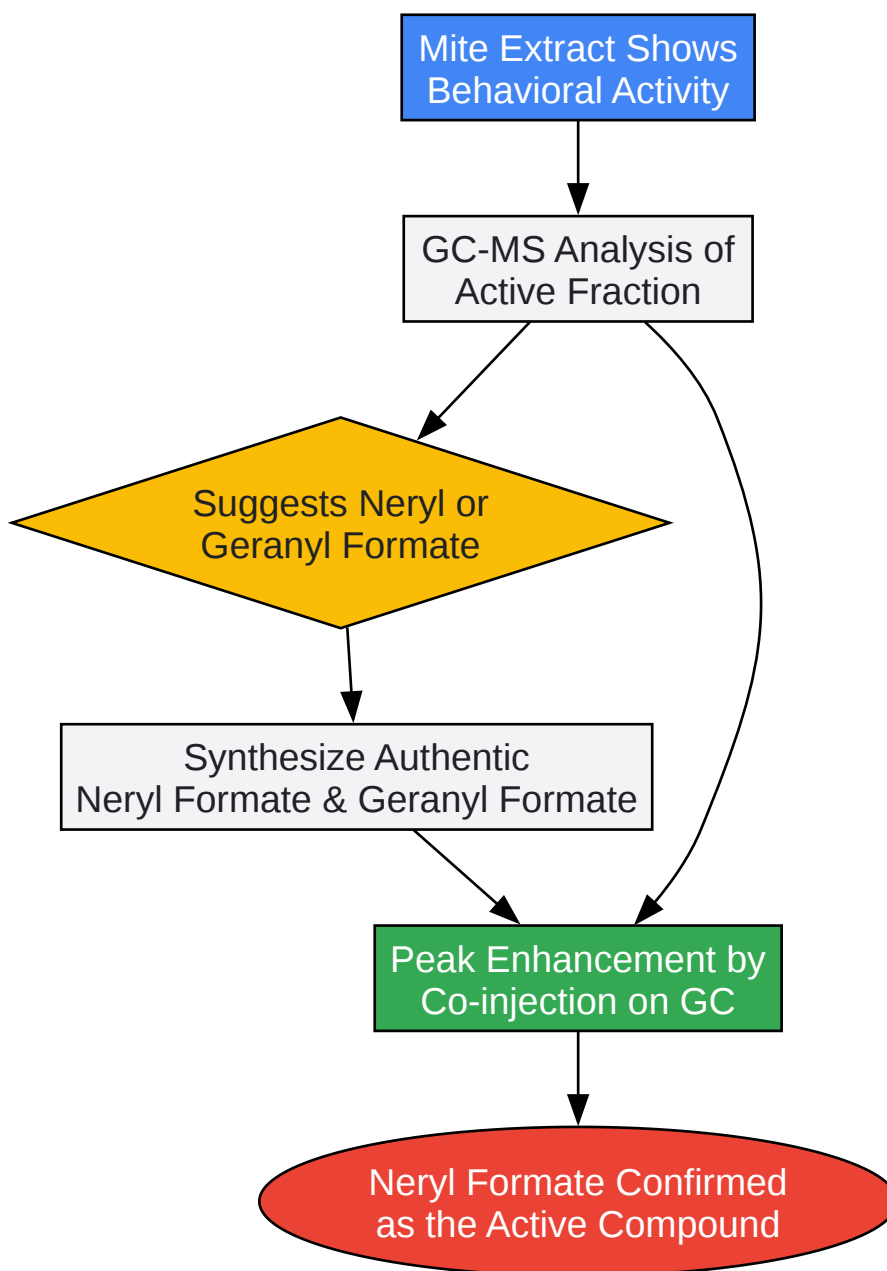 Mite Extract Shows
Behavioral Activity
GC-MS Analysis of
Active Fraction
Suggests Neryl or
Geranyl Formate
Synthesize Authentic
Neryl Formate & Geranyl Formate
Peak Enhancement by
Co-injection on GC
Neryl Formate Confirmed
as the Active Compound